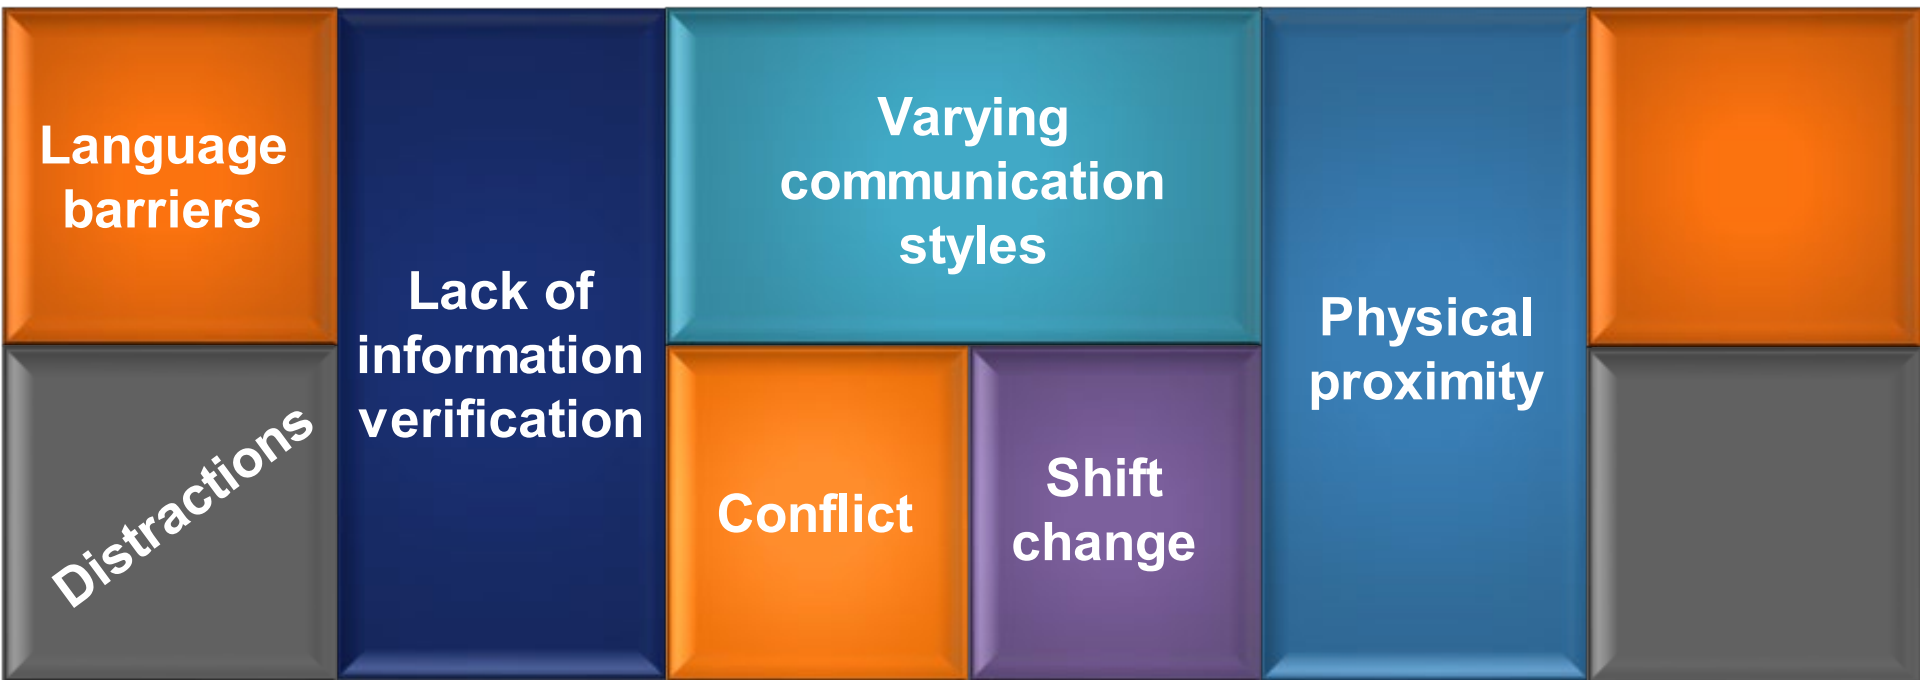 Language
barriers
Distractions
Lack of
information
verification
Varying
communication
styles
Conflict
Shift
change
Physical
proximity